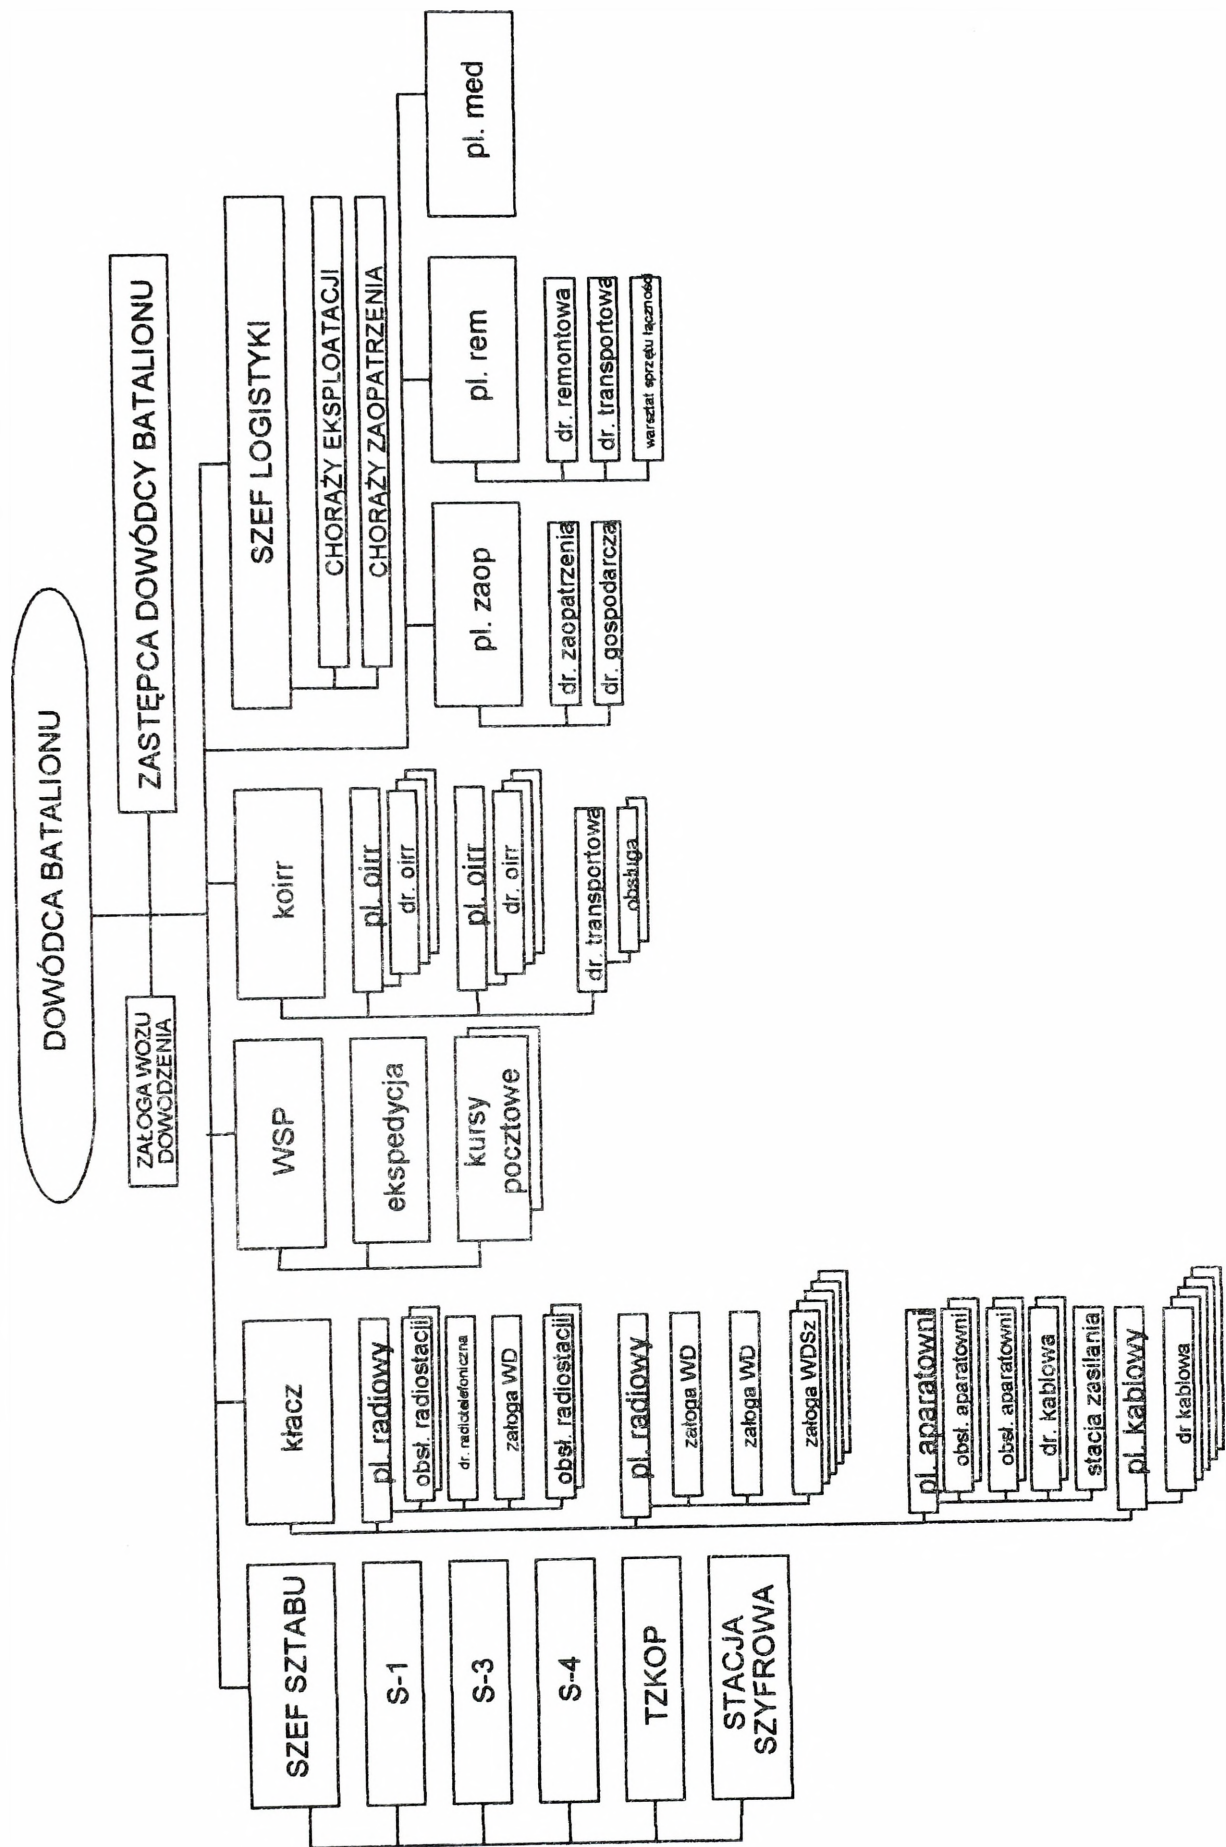 DOWÓDCA BATALIONU
ZAŁOGA WOZU
DOWODZENIA
ZASTĘPCA DOWÓDCY BATALIONU
SZEF SZTABU
S-1
S-3
S-4
TZKOP
STACJA
SZYFROWA
kłacz
pl. radiowy
obsł. radiostacji
dr. radiotelefoniczna
załoga WD
obsł. radiostacji
pl. radiowy
załoga WD
załoga WD
załoga WDSz
pl. aparatowni
obsł. aparatowni
obsł. aparatowni
dr. kablowa
stacja zasilania
pl. kablowy
dr kablowa
WSP
ekspedycja
kursy
pocztowe
koirr
pl. oirr
dr. oirr
pl. oirr
dr. oirr
dr. transportowa
obsługa
SZEF LOGISTYKI
CHORĄŻY EKSPLOATACJI
CHORĄŻY ZAOPATRZENIA
pl. zaop
dr. zaopatrzenia
dr. gospodarcza
pl. rem
dr. remontowa
dr. transportowa
warsztat sprzętu łączności
pl. med